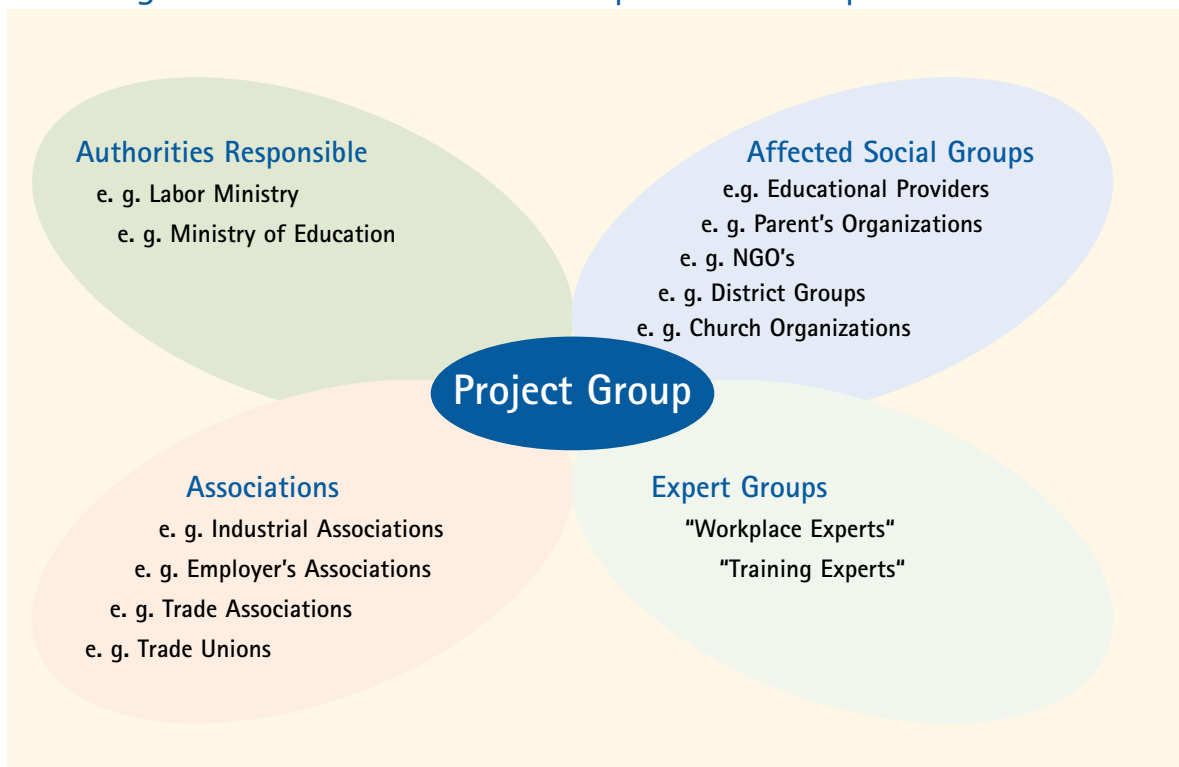 Authorities Responsible
e. g. Labor Ministry
e. g. Ministry of Education
Affected Social Groups
e.g. Educational Providers
e. g. Parent's Organizations
e. g. NGO's
e. g. District Groups
e. g. Church Organizations
Project Group
Associations
e. g. Industrial Associations
e. g. Employer's Associations
e. g. Trade Associations
e. g. Trade Unions
Expert Groups
"Workplace Experts“
"Training Experts“